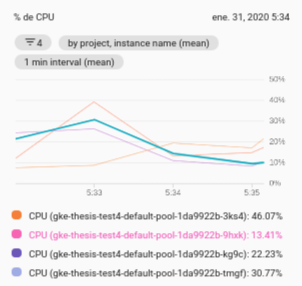 % de CPU
ene. 31, 2020 5:34
4
by project, instance name (mean)
1 min interval (mean)
50%
40%
30%
20%
10%
0%
5:33
5:34
5:35
CPU (gke-thesis-test4-default-pool-1da9922b-3ks4): 46.07%
CPU (gke-thesis-test4-default-pool-1da9922b-9hxk): 13.41%
CPU (gke-thesis-test4-default-pool-1da9922b-kg9c): 22.23%
CPU (gke-thesis-test4-default-pool-1da9922b-tmgf): 30.77%